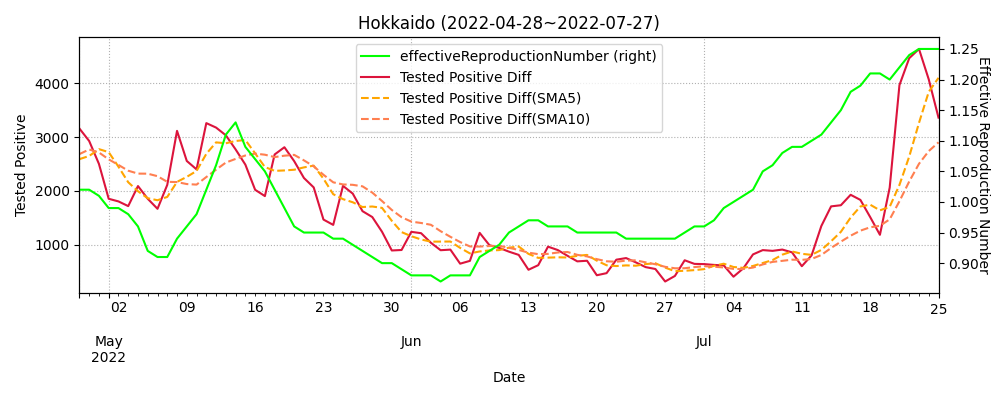 Hokkaido (2022-04-28~2022-07-27)
effectiveReproductionNumber (right)
Tested Positive Diff
Tested Positive Diff(SMA5)
Tested Positive Diff(SMA10)
Tested Positive
4000
3000
2000
1000
Effective Reproduction Number
1.25
1.20
1.15
1.10
1.05
1.00
0.95
0.90
02 09 16 23 30 06 13 20 27 04 11 18 25
May Jun Jul
2022
Date